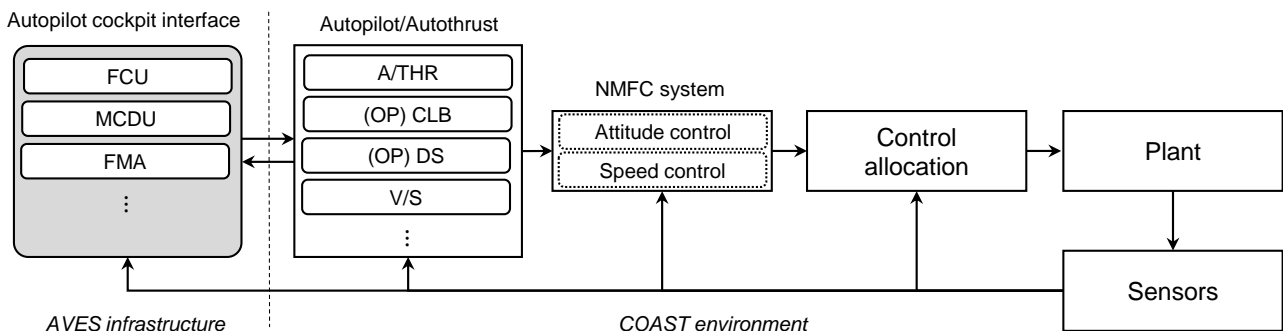 Autopilot cockpit interface
FCU
MCDU
FMA
⋮
Autopilot/Autothrust
A/THR
(OP) CLB
(OP) DS
V/S
⋮
NMFC system
Attitude control
Speed control
Control
allocation
Plant
Sensors
AVES infrastructure
COAST environment